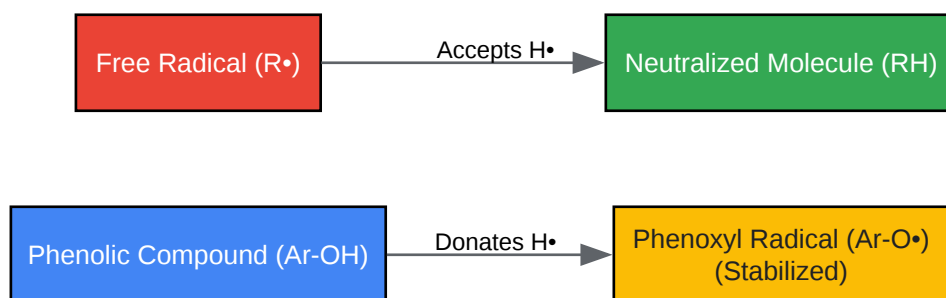 Free Radical (R•)
Accepts H•
Neutralized Molecule (RH)
Phenolic Compound (Ar-OH)
Donates H•
Phenoxyl Radical (Ar-O•)
(Stabilized)